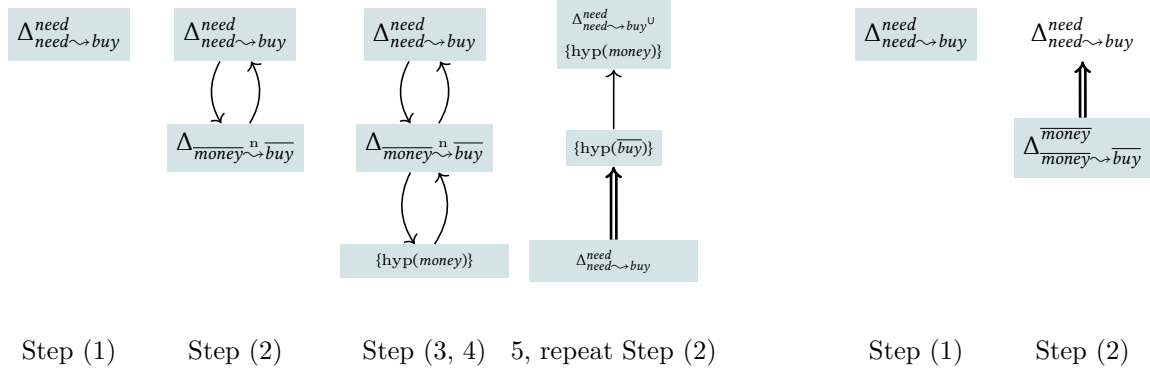 Δ^{need}_{need⇝buy} Δ^{need}_{need⇝buy} Δ^{need}_{need⇝buy} Δ^{need}_{need⇝buy}∪ Δ^{need}_{need⇝buy} Δ^{need}_{need⇝buy}
{hyp(money)}
Δ_{\overline{money}\overset{n}{⇝}\overline{buy}} Δ_{\overline{money}\overset{n}{⇝}\overline{buy}} {hyp(\overline{buy})} Δ^{\overline{money}}_{\overline{money}⇝\overline{buy}}
{hyp(money)} Δ^{need}_{need⇝buy}
Step (1) Step (2) Step (3, 4) 5, repeat Step (2) Step (1) Step (2)